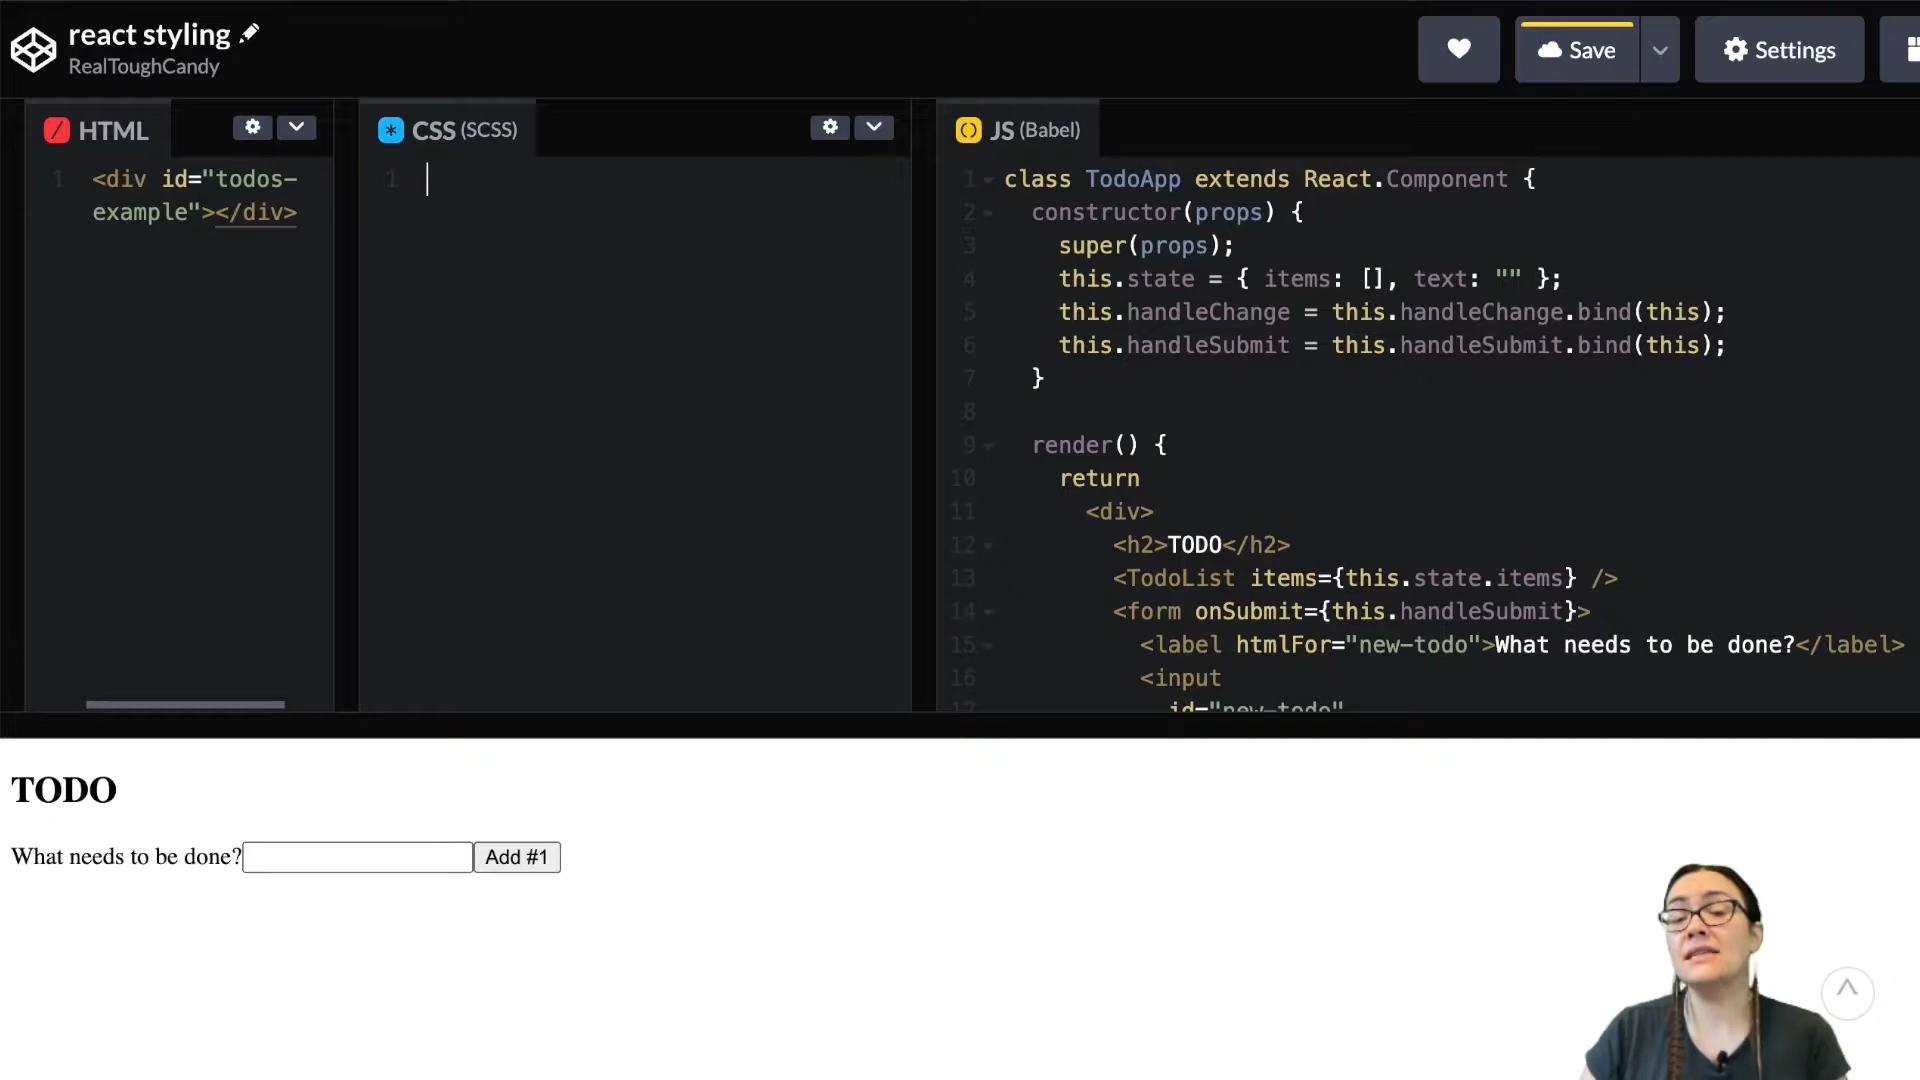 react styling
RealToughCandy
Save
Settings
HTML
CSS (SCSS)
JS (Babel)
1 <div id="todos-
example"></div>
1
1 class TodoApp extends React.Component {
2 constructor(props) {
3 super(props);
4 this.state = { items: [], text: "" };
5 this.handleChange = this.handleChange.bind(this);
6 this.handleSubmit = this.handleSubmit.bind(this);
7 }
8
9 render() {
10 return
11 <div>
12 <h2>TODO</h2>
13 <TodoList items={this.state.items} />
14 <form onSubmit={this.handleSubmit}>
15 <label htmlFor="new-todo">What needs to be done?</label>
16 <input
17 id="new-todo"
TODO
What needs to be done? Add #1